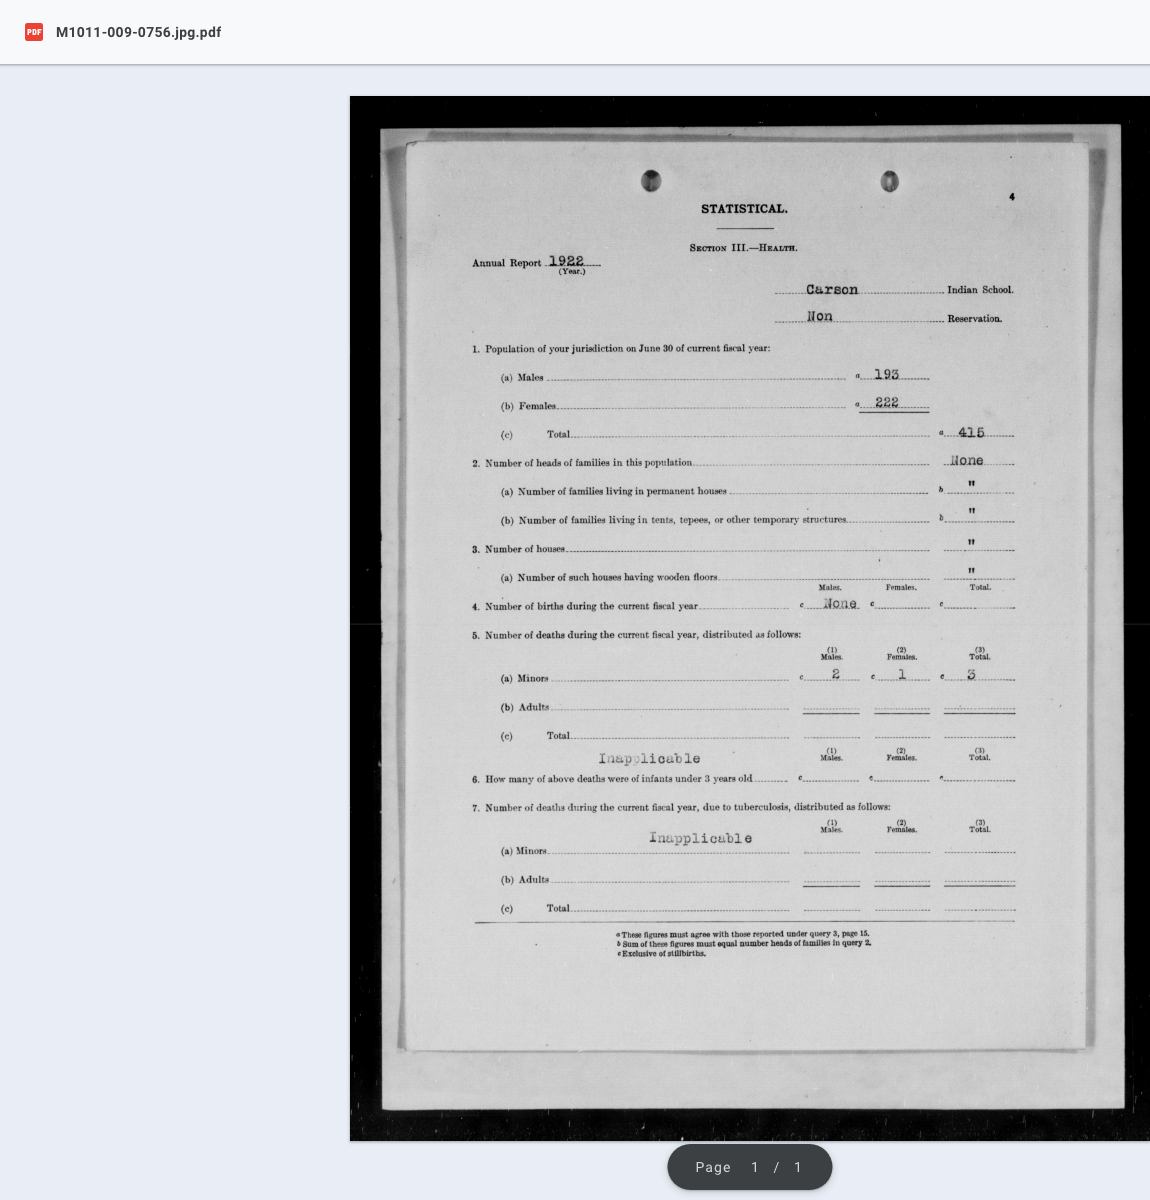 PDF M1011-009-0756.jpg.pdf
4
STATISTICAL.
SECTION III.—HEALTH.
Annual Report 1922
(Year.)
Carson Indian School.
Non Reservation.
1. Population of your jurisdiction on June 30 of current fiscal year:
(a) Males a 193
(b) Females a 222
(c) Total a 415
2. Number of heads of families in this population None
(a) Number of families living in permanent houses b "
(b) Number of families living in tents, tepees, or other temporary structures b "
3. Number of houses "
(a) Number of such houses having wooden floors "
Males. Females. Total.
4. Number of births during the current fiscal year c None c c
5. Number of deaths during the current fiscal year, distributed as follows:
(1) (2) (3)
Males. Females. Total.
(a) Minors c 2 c 1 c 3
(b) Adults
(c) Total
(1) (2) (3)
Inapplicable Males. Females. Total.
6. How many of above deaths were of infants under 3 years old c c c
7. Number of deaths during the current fiscal year, due to tuberculosis, distributed as follows:
(1) (2) (3)
Males. Females. Total.
Inapplicable
(a) Minors
(b) Adults
(c) Total
a These figures must agree with those reported under query 3, page 15.
b Sum of these figures must equal number heads of families in query 2.
c Exclusive of stillbirths.
Page 1 / 1